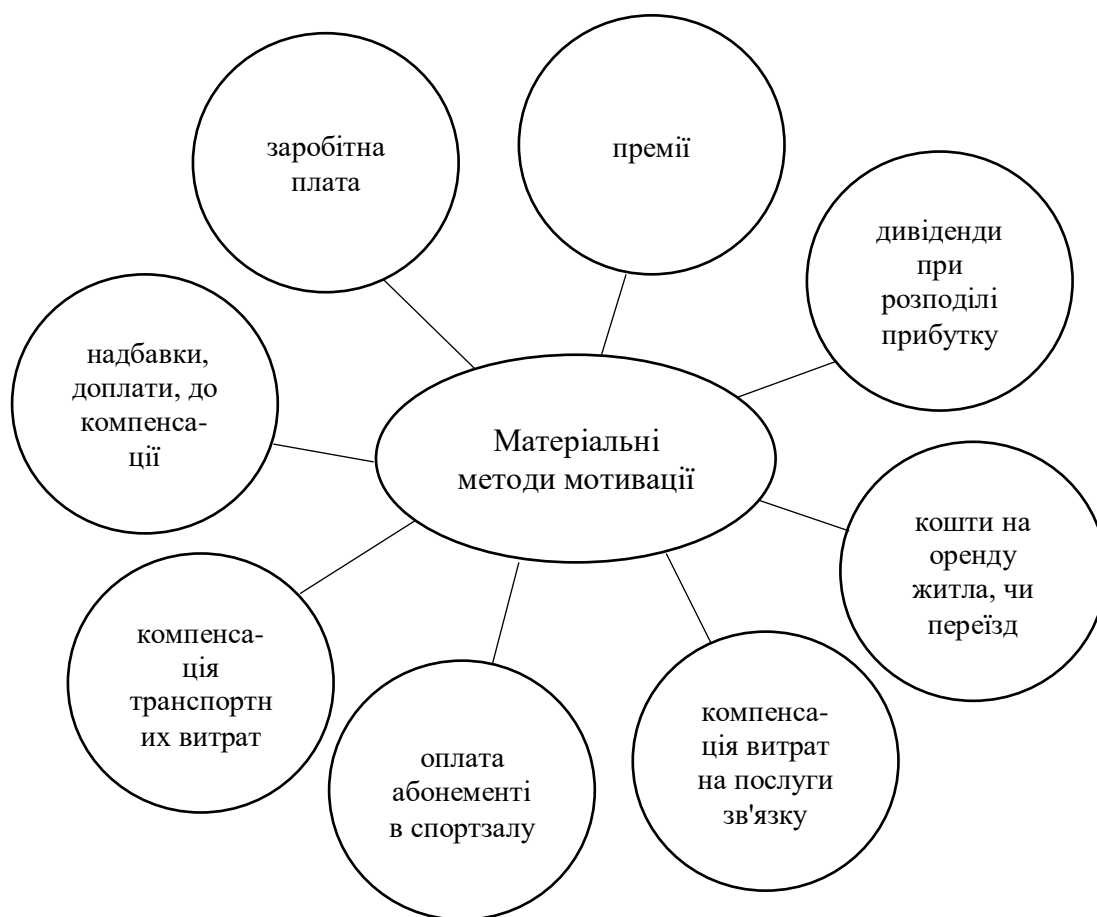 заробітна
плата
премії
дивіденди
при
розподілі
прибутку
надбавки,
доплати, до
компенса-
ції
Матеріальні
методи мотивації
кошти на
оренду
житла, чи
переїзд
компенса-
ція
транспортн
их витрат
оплата
абонементі
в спортзалу
компенса-
ція витрат
на послуги
зв'язку